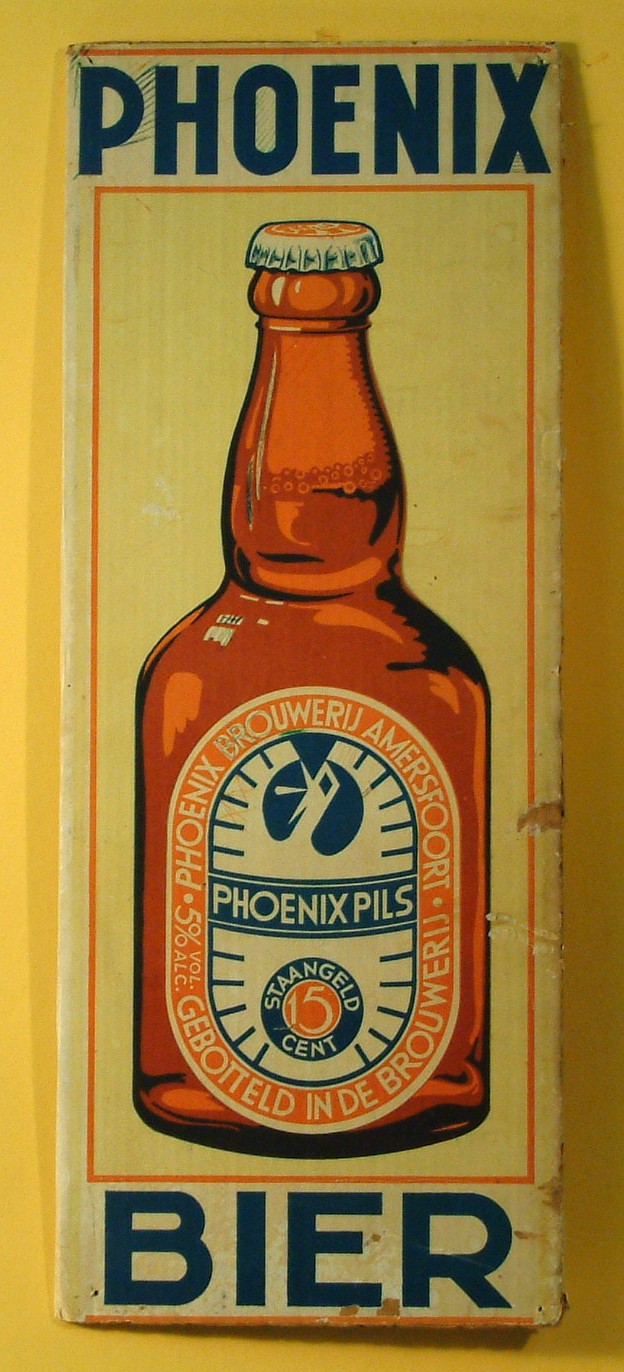 PHOENIX
PHOENIX BROUWERIJ AMERSFOORT •
5% VOL. ALC. GEBOTTELD IN DE BROUWERIJ •
PHOENIX PILS
STAANGELD
15
CENT
BIER